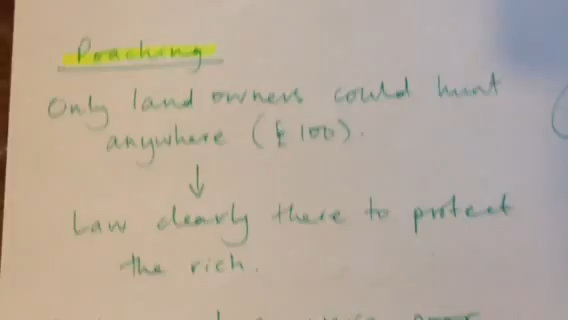 Poaching
Only land owners could hunt
anywhere (£100).
↓
Law clearly there to protect
the rich.